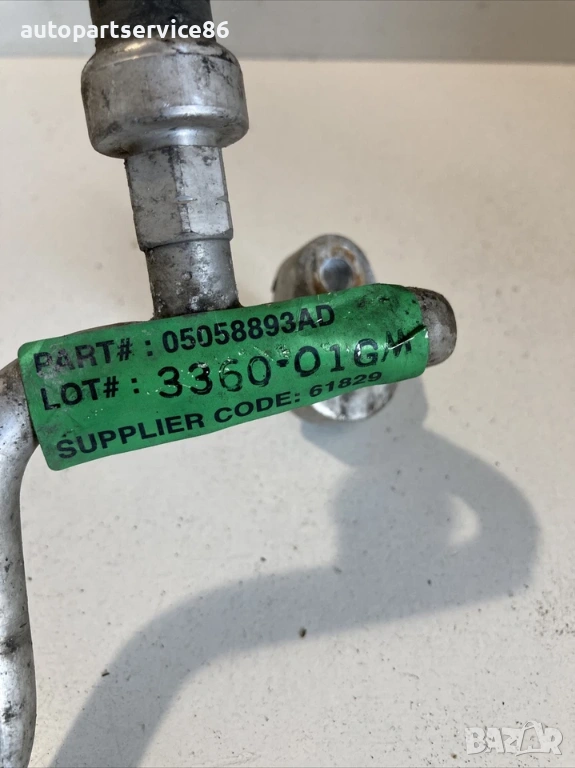 autopartservice86
PART# : 05058893AD
LOT# : 3360·01GM
SUPPLIER CODE: 61829
BAZAR